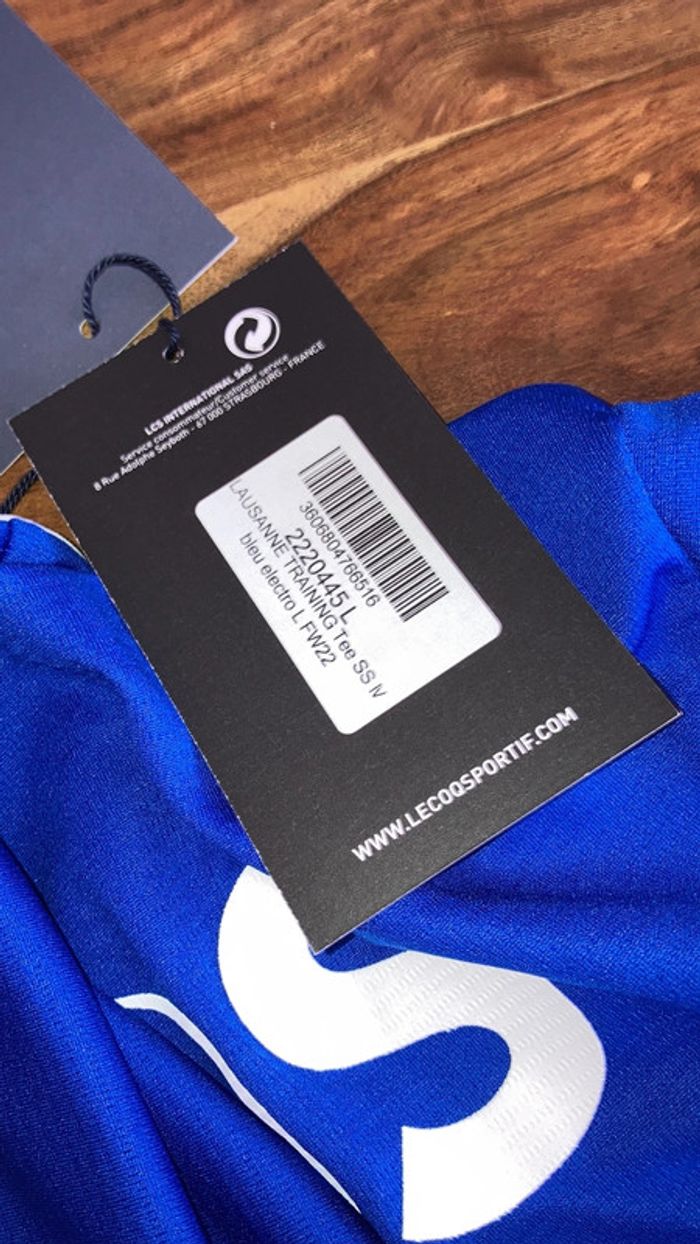 LCS INTERNATIONAL SAS
Service consommateur/Customer service
8 Rue Adolphe Seyboth - 67 000 STRASBOURG - FRANCE
3606804766516
2220445 L
LAUSANNE TRAINING Tee SS M
bleu electro L FW22
WWW.LECOQSPORTIF.COM
S